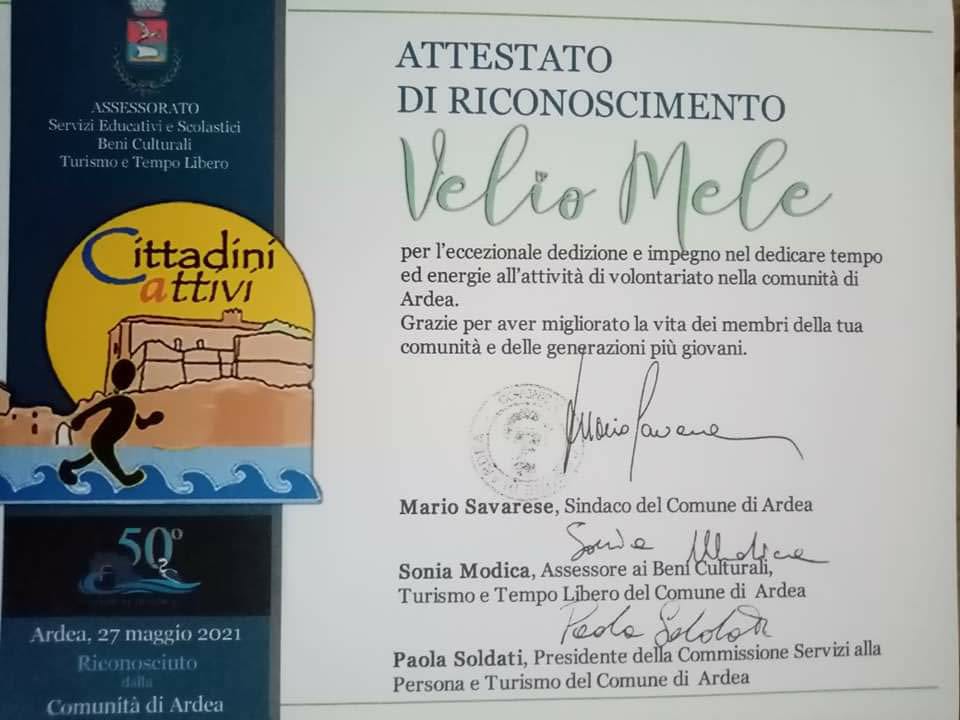 ASSESSORATO
Servizi Educativi e Scolastici
Beni Culturali
Turismo e Tempo Libero
Cittadini
attivi
50°
Ardea, 27 maggio 2021
Riconosciuto
dalla
Comunità di Ardea
ATTESTATO
DI RICONOSCIMENTO
Velio Mele
per l'eccezionale dedizione e impegno nel dedicare tempo
ed energie all'attività di volontariato nella comunità di
Ardea.
Grazie per aver migliorato la vita dei membri della tua
comunità e delle generazioni più giovani.
Mario Savarese
Mario Savarese, Sindaco del Comune di Ardea
Sonia Modica
Sonia Modica, Assessore ai Beni Culturali,
Turismo e Tempo Libero del Comune di Ardea
Paola Soldati
Paola Soldati, Presidente della Commissione Servizi alla
Persona e Turismo del Comune di Ardea